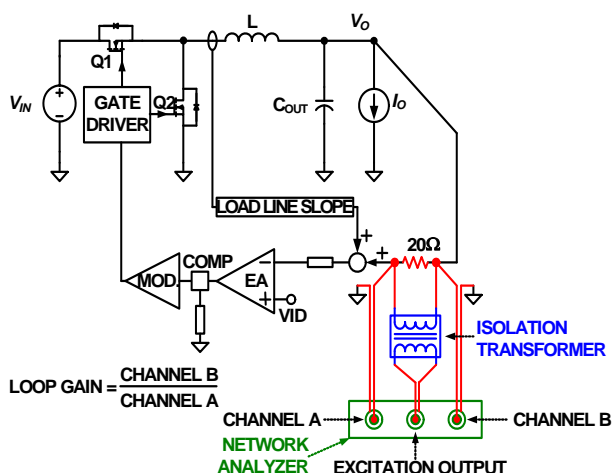 L
V_O
Q1
V_IN
+
−
GATE
DRIVER
Q2
C_OUT
I_O
LOAD LINE SLOPE
+
+
20Ω
COMP
MOD.
EA
−
+
VID
ISOLATION
TRANSFORMER
LOOP GAIN = CHANNEL B
CHANNEL A
CHANNEL A
CHANNEL B
NETWORK
ANALYZER
EXCITATION OUTPUT